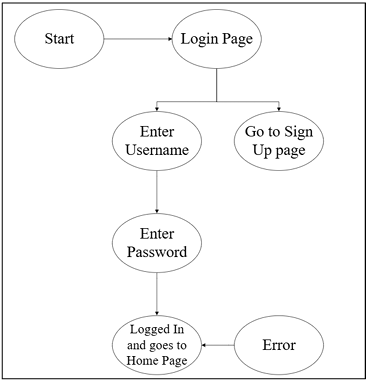 Start
Login Page
Enter
Username
Go to Sign
Up page
Enter
Password
Logged In
and goes to
Home Page
Error